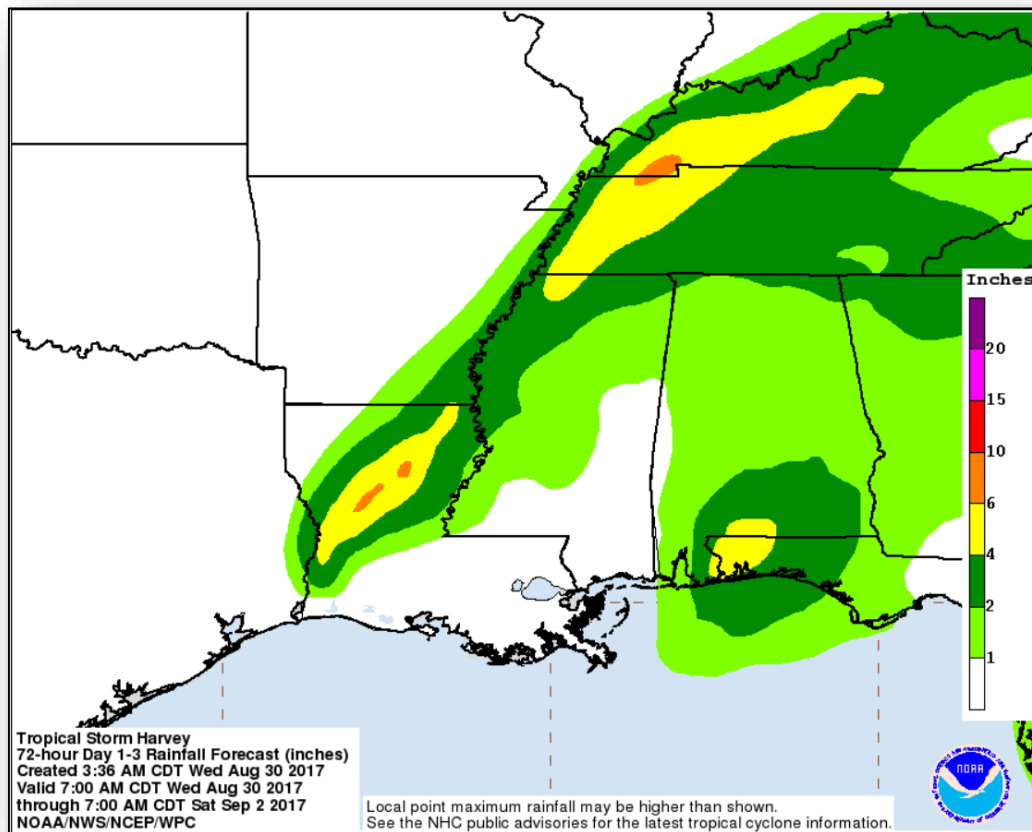 Inches
20
15
10
6
4
2
1
Tropical Storm Harvey
72-hour Day 1-3 Rainfall Forecast (inches)
Created 3:36 AM CDT Wed Aug 30 2017
Valid 7:00 AM CDT Wed Aug 30 2017
through 7:00 AM CDT Sat Sep 2 2017
NOAA/NWS/NCEP/WPC
Local point maximum rainfall may be higher than shown.
See the NHC public advisories for the latest tropical cyclone information.
NOAA